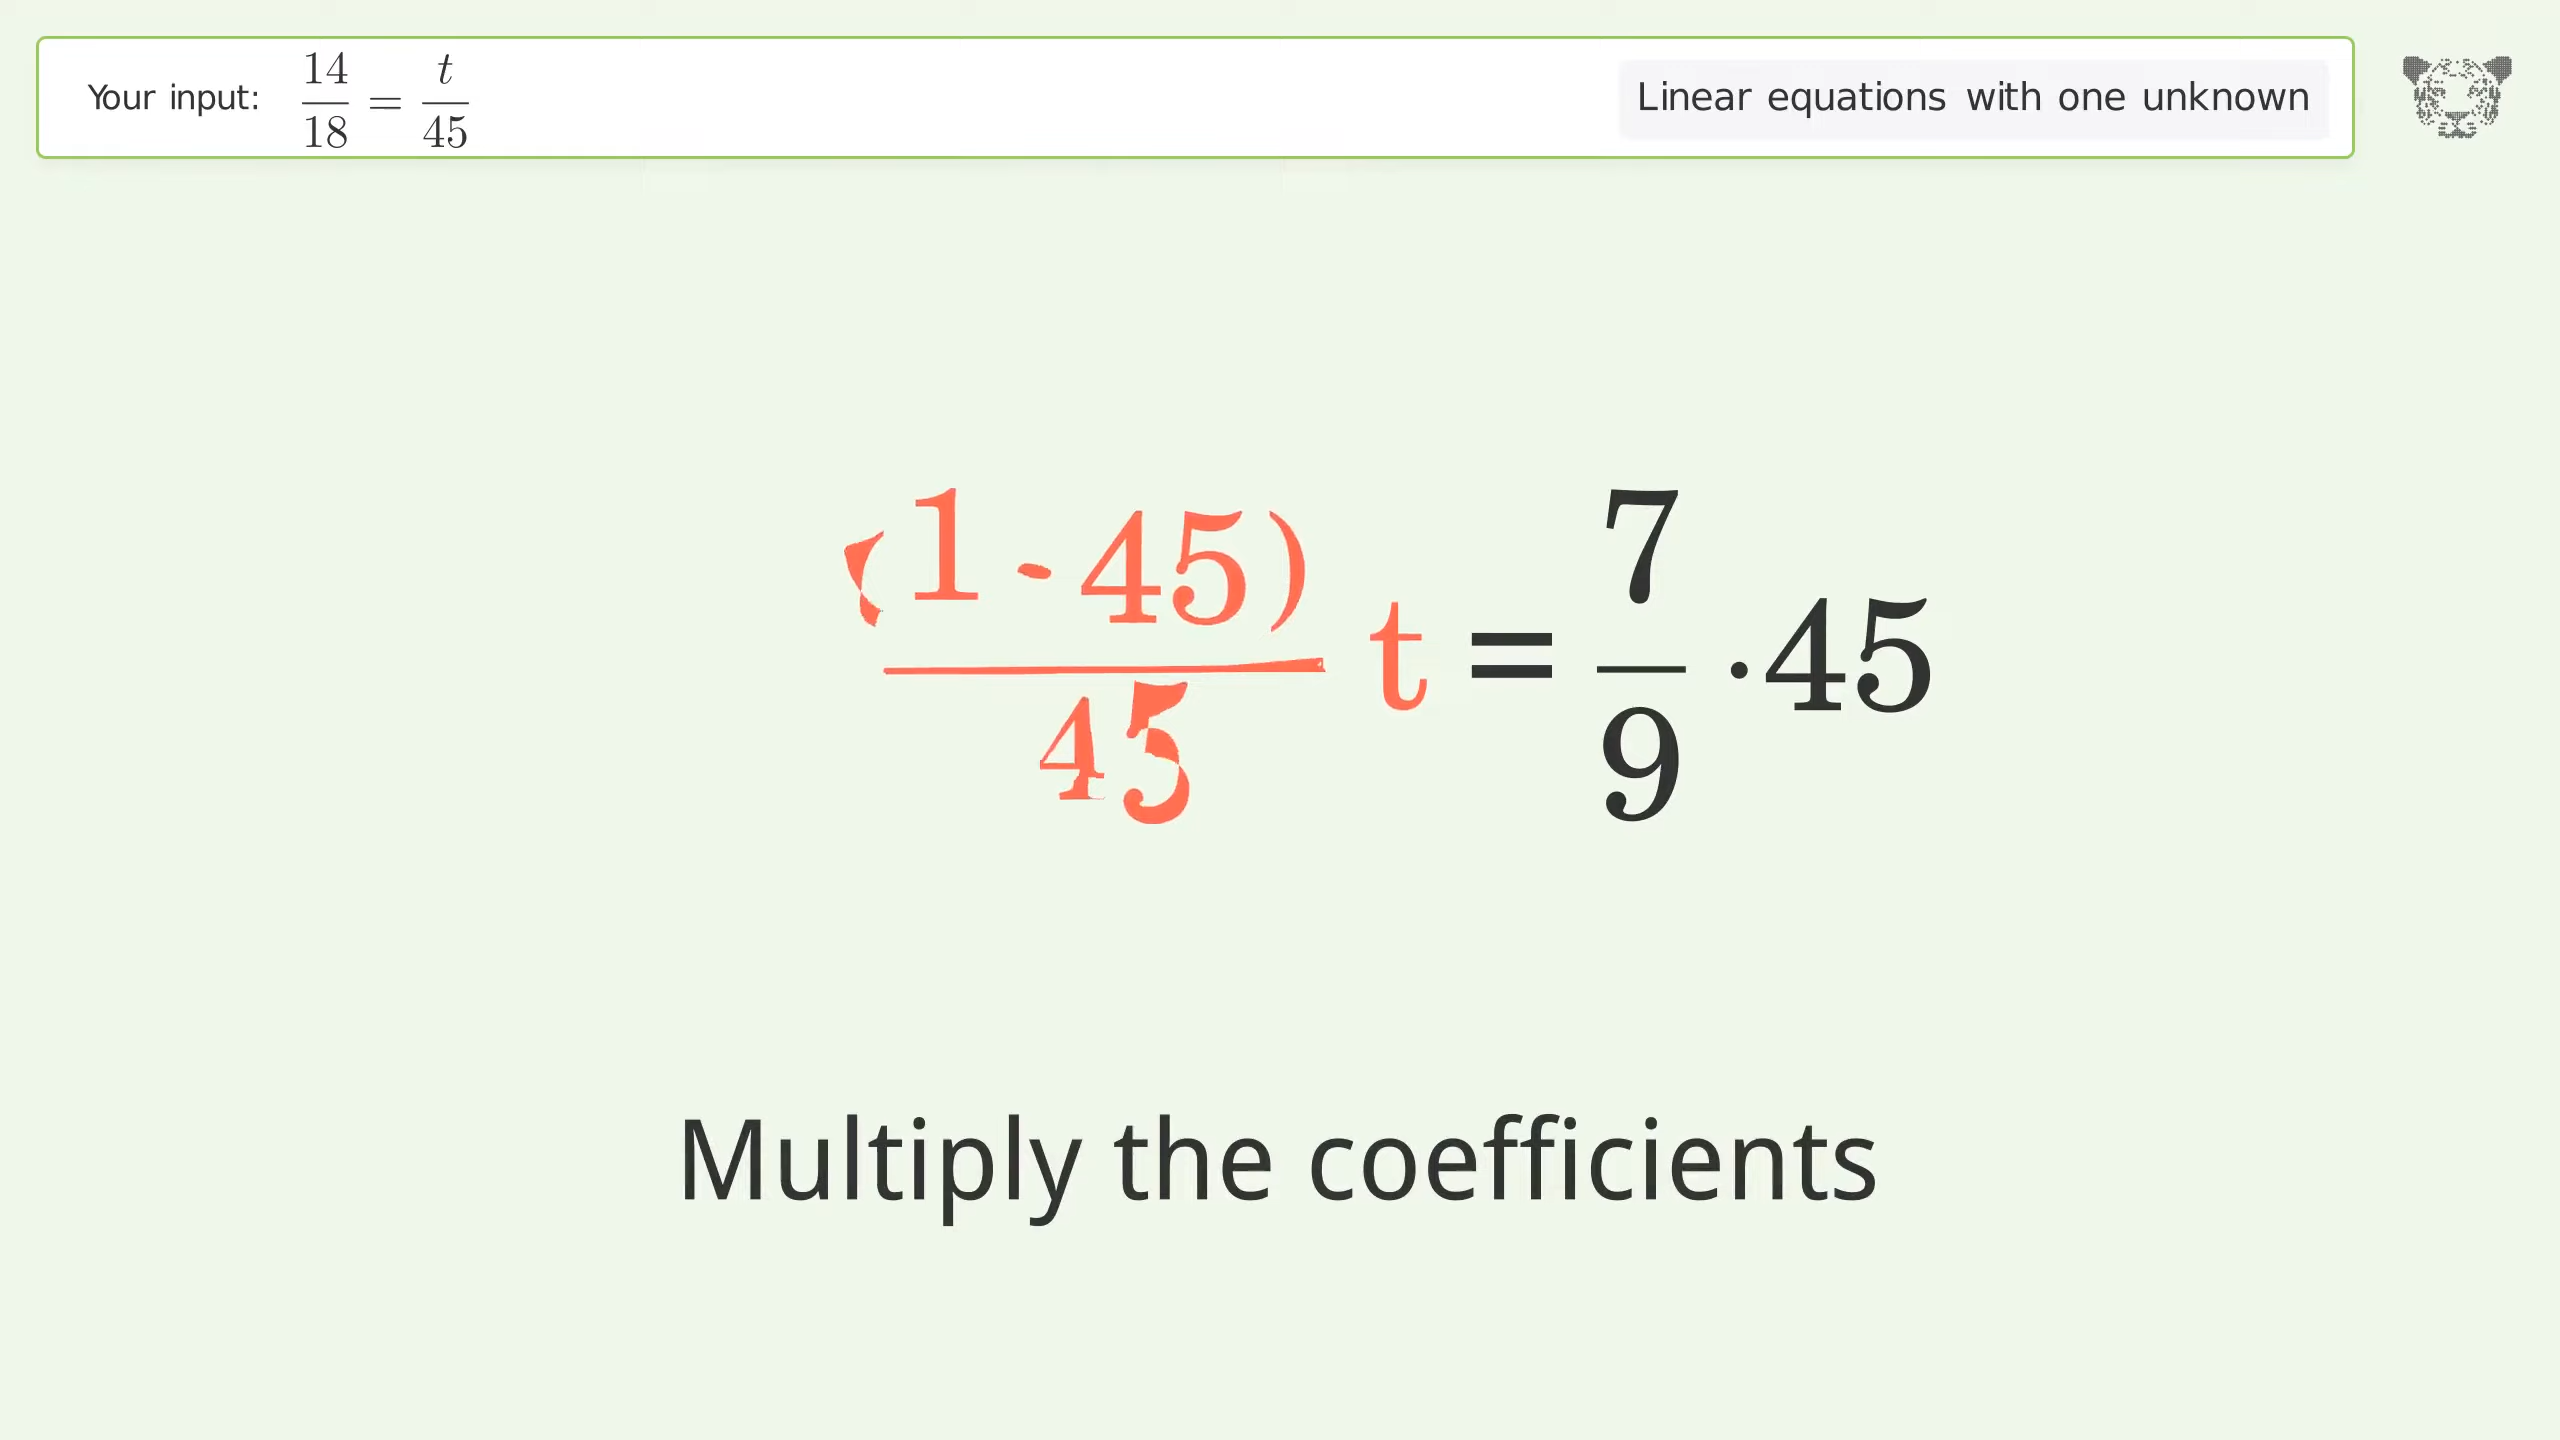 Your input: 14/18 = t/45
Linear equations with one unknown
(1·45)/45 t = 7/9 ·45
Multiply the coefficients